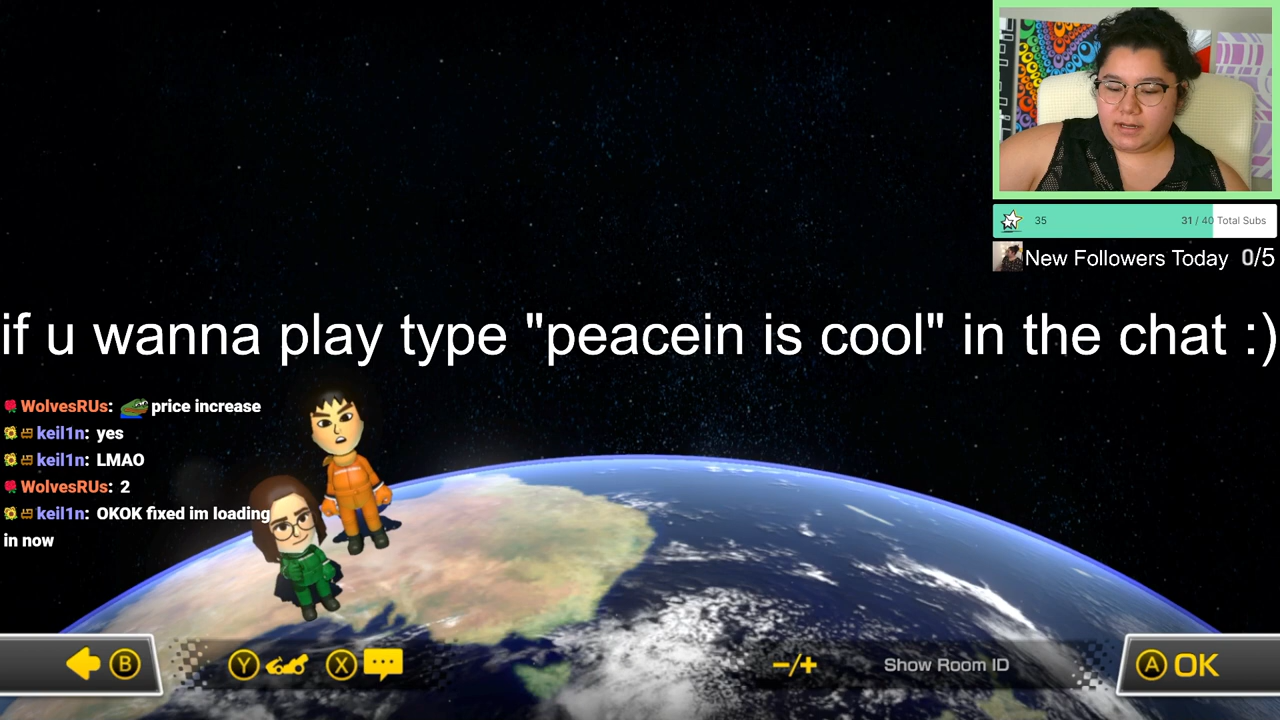 35
31 / 40 Total Subs
New Followers Today 0/5
if u wanna play type "peacein is cool" in the chat :)
WolvesRUs: price increase
keil1n: yes
keil1n: LMAO
WolvesRUs: 2
keil1n: OKOK fixed im loading
in now
B
Y
X
−/+
Show Room ID
A OK